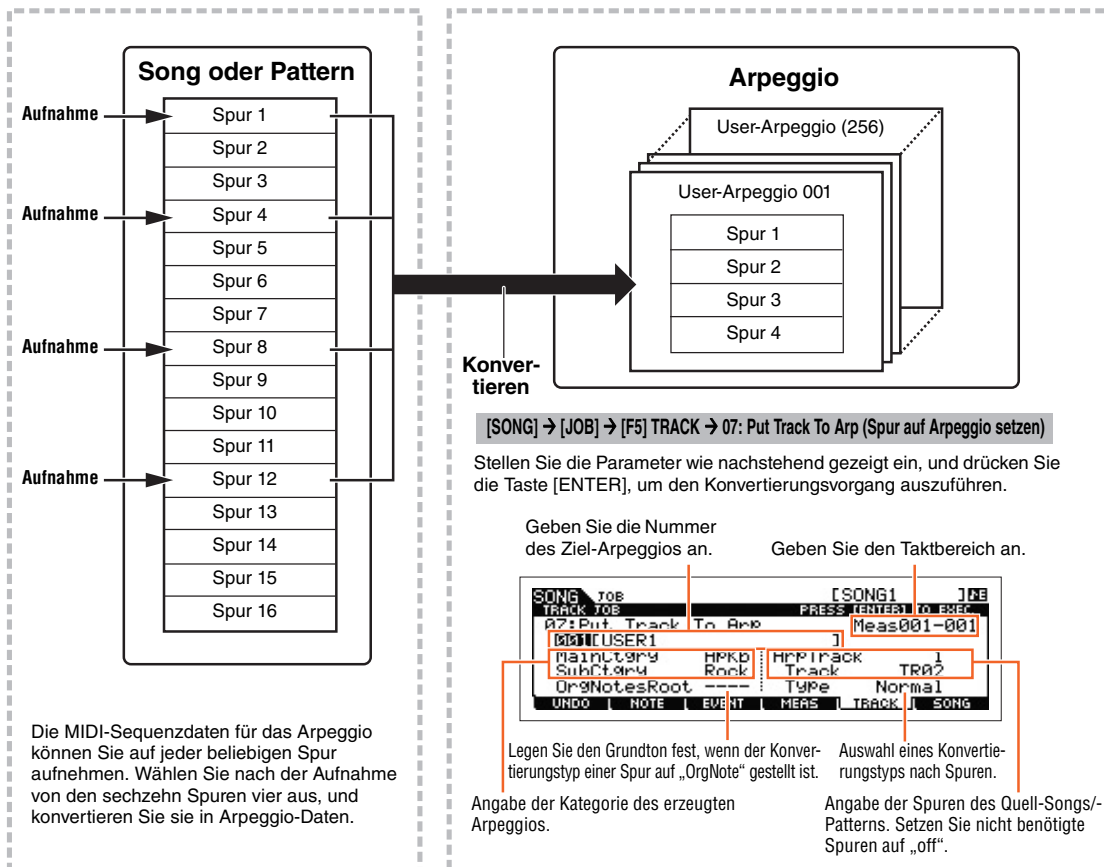 Song oder Pattern
Aufnahme
Spur 1
Spur 2
Spur 3
Aufnahme
Spur 4
Spur 5
Spur 6
Spur 7
Aufnahme
Spur 8
Spur 9
Spur 10
Spur 11
Aufnahme
Spur 12
Spur 13
Spur 14
Spur 15
Spur 16
Die MIDI-Sequenzdaten für das Arpeggio
können Sie auf jeder beliebigen Spur
aufnehmen. Wählen Sie nach der Aufnahme
von den sechzehn Spuren vier aus, und
konvertieren Sie sie in Arpeggio-Daten.
Konver-
tieren
Arpeggio
User-Arpeggio (256)
User-Arpeggio 001
Spur 1
Spur 2
Spur 3
Spur 4
[SONG] → [JOB] → [F5] TRACK → 07: Put Track To Arp (Spur auf Arpeggio setzen)
Stellen Sie die Parameter wie nachstehend gezeigt ein, und drücken Sie
die Taste [ENTER], um den Konvertierungsvorgang auszuführen.
Geben Sie die Nummer
des Ziel-Arpeggios an.
Geben Sie den Taktbereich an.
SONG JOB [SONG1 ]
TRACK JOB PRESS [ENTER] TO EXEC
07:Put Track To Arp Meas001-001
001[USER1 ]
MainCtgry ApKb ArpTrack 1
SubCtgry Rock Track TR02
OrgNotesRoot ---- Type Normal
UNDO NOTE EVENT MEAS TRACK SONG
Legen Sie den Grundton fest, wenn der Konver-
tierungstyp einer Spur auf „OrgNote“ gestellt ist.
Auswahl eines Konvertie-
rungstyps nach Spuren.
Angabe der Kategorie des erzeugten
Arpeggios.
Angabe der Spuren des Quell-Songs/-
Patterns. Setzen Sie nicht benötigte
Spuren auf „off“.